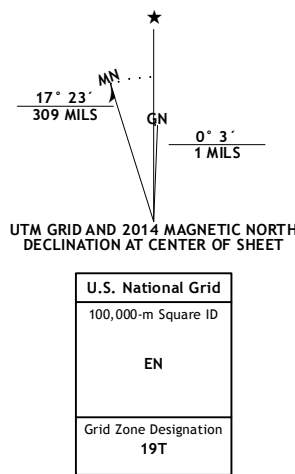 ★
MN
17° 23´
309 MILS
GN
0° 3´
1 MILS
UTM GRID AND 2014 MAGNETIC NORTH
DECLINATION AT CENTER OF SHEET
U.S. National Grid
100,000-m Square ID
EN
Grid Zone Designation
19T